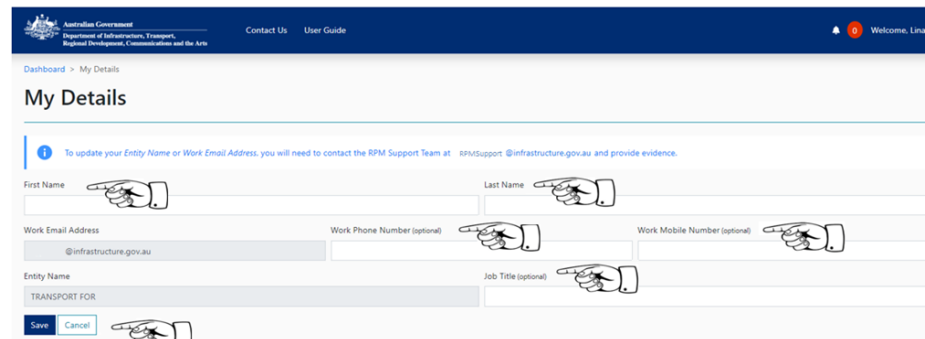 Australian Government
Department of Infrastructure, Transport,
Regional Development, Communications and the Arts
Contact Us User Guide
0 Welcome, Lina
Dashboard > My Details
My Details
To update your Entity Name or Work Email Address, you will need to contact the RPM Support Team at RPMSupport @infrastructure.gov.au and provide evidence.
First Name Last Name
Work Email Address Work Phone Number (optional) Work Mobile Number (optional)
@infrastructure.gov.au
Entity Name Job Title (optional)
TRANSPORT FOR
Save Cancel